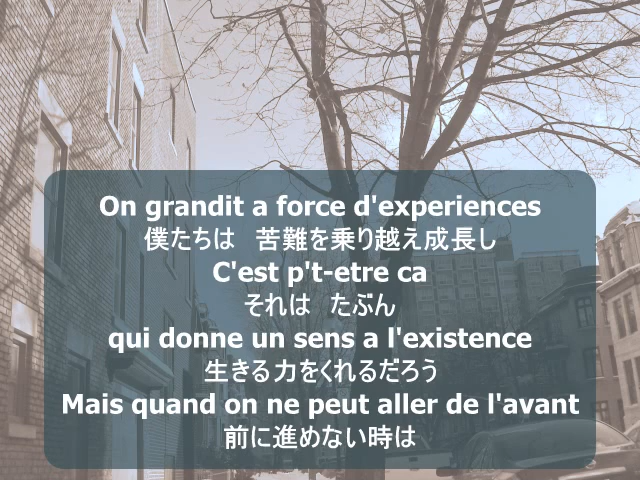 On grandit a force d'experiences
僕たちは　苦難を乗り越え成長し
C'est p't-etre ca
それは　たぶん
qui donne un sens a l'existence
生きる力をくれるだろう
Mais quand on ne peut aller de l'avant
前に進めない時は